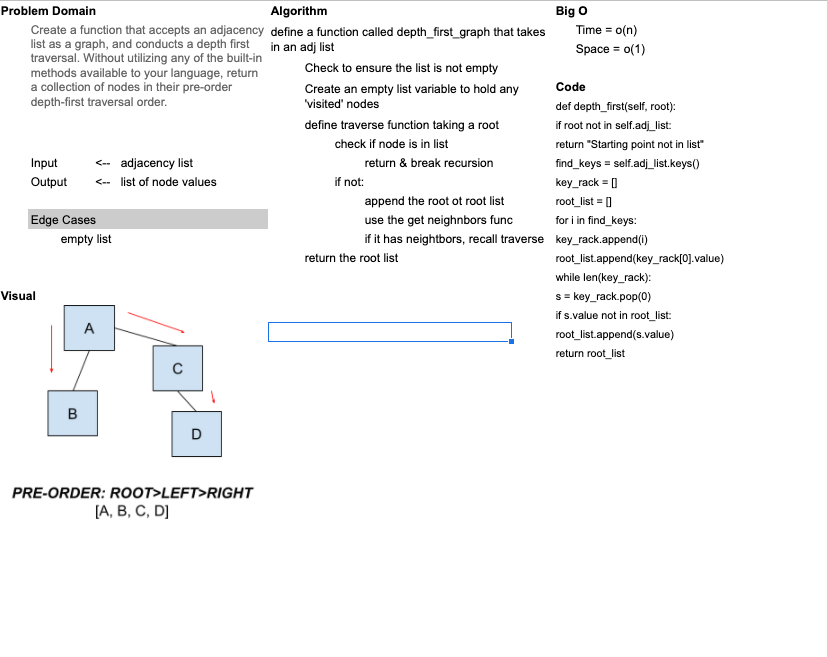 Problem Domain
Create a function that accepts an adjacency
list as a graph, and conducts a depth first
traversal. Without utilizing any of the built-in
methods available to your language, return
a collection of nodes in their pre-order
depth-first traversal order.
Input <-- adjacency list
Output <-- list of node values
Edge Cases
empty list
Visual
A
C
B
D
PRE-ORDER: ROOT>LEFT>RIGHT
[A, B, C, D]
Algorithm
define a function called depth_first_graph that takes
in an adj list
Check to ensure the list is not empty
Create an empty list variable to hold any
'visited' nodes
define traverse function taking a root
check if node is in list
return & break recursion
if not:
append the root ot root list
use the get neighnbors func
if it has neightbors, recall traverse
return the root list
Big O
Time = o(n)
Space = o(1)
Code
def depth_first(self, root):
if root not in self.adj_list:
return "Starting point not in list"
find_keys = self.adj_list.keys()
key_rack = []
root_list = []
for i in find_keys:
key_rack.append(i)
root_list.append(key_rack[0].value)
while len(key_rack):
s = key_rack.pop(0)
if s.value not in root_list:
root_list.append(s.value)
return root_list